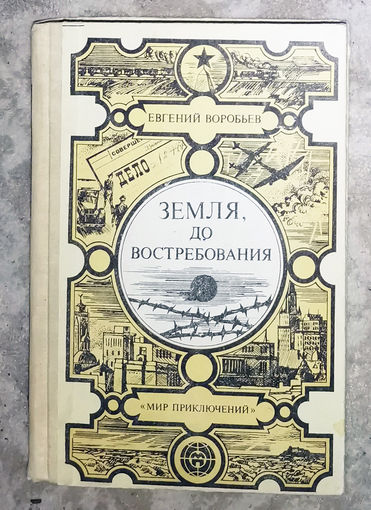 ЕВГЕНИЙ ВОРОБЬЕВ
СОВЕРШ
ДЕЛО
ЗЕМЛЯ,
ДО
ВОСТРЕБОВАНИЯ
«МИР ПРИКЛЮЧЕНИЙ»